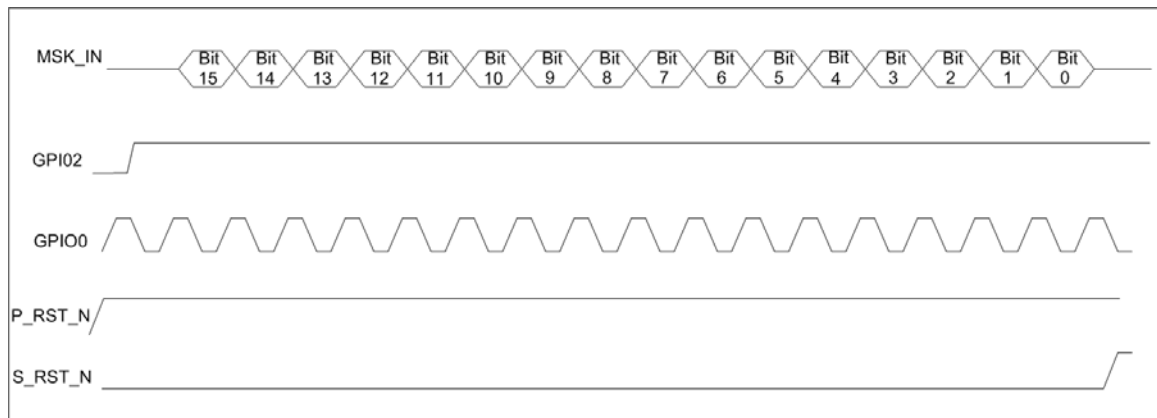 MSK_IN
Bit 15 Bit 14 Bit 13 Bit 12 Bit 11 Bit 10 Bit 9 Bit 8 Bit 7 Bit 6 Bit 5 Bit 4 Bit 3 Bit 2 Bit 1 Bit 0
GPI02
GPIO0
P_RST_N
S_RST_N